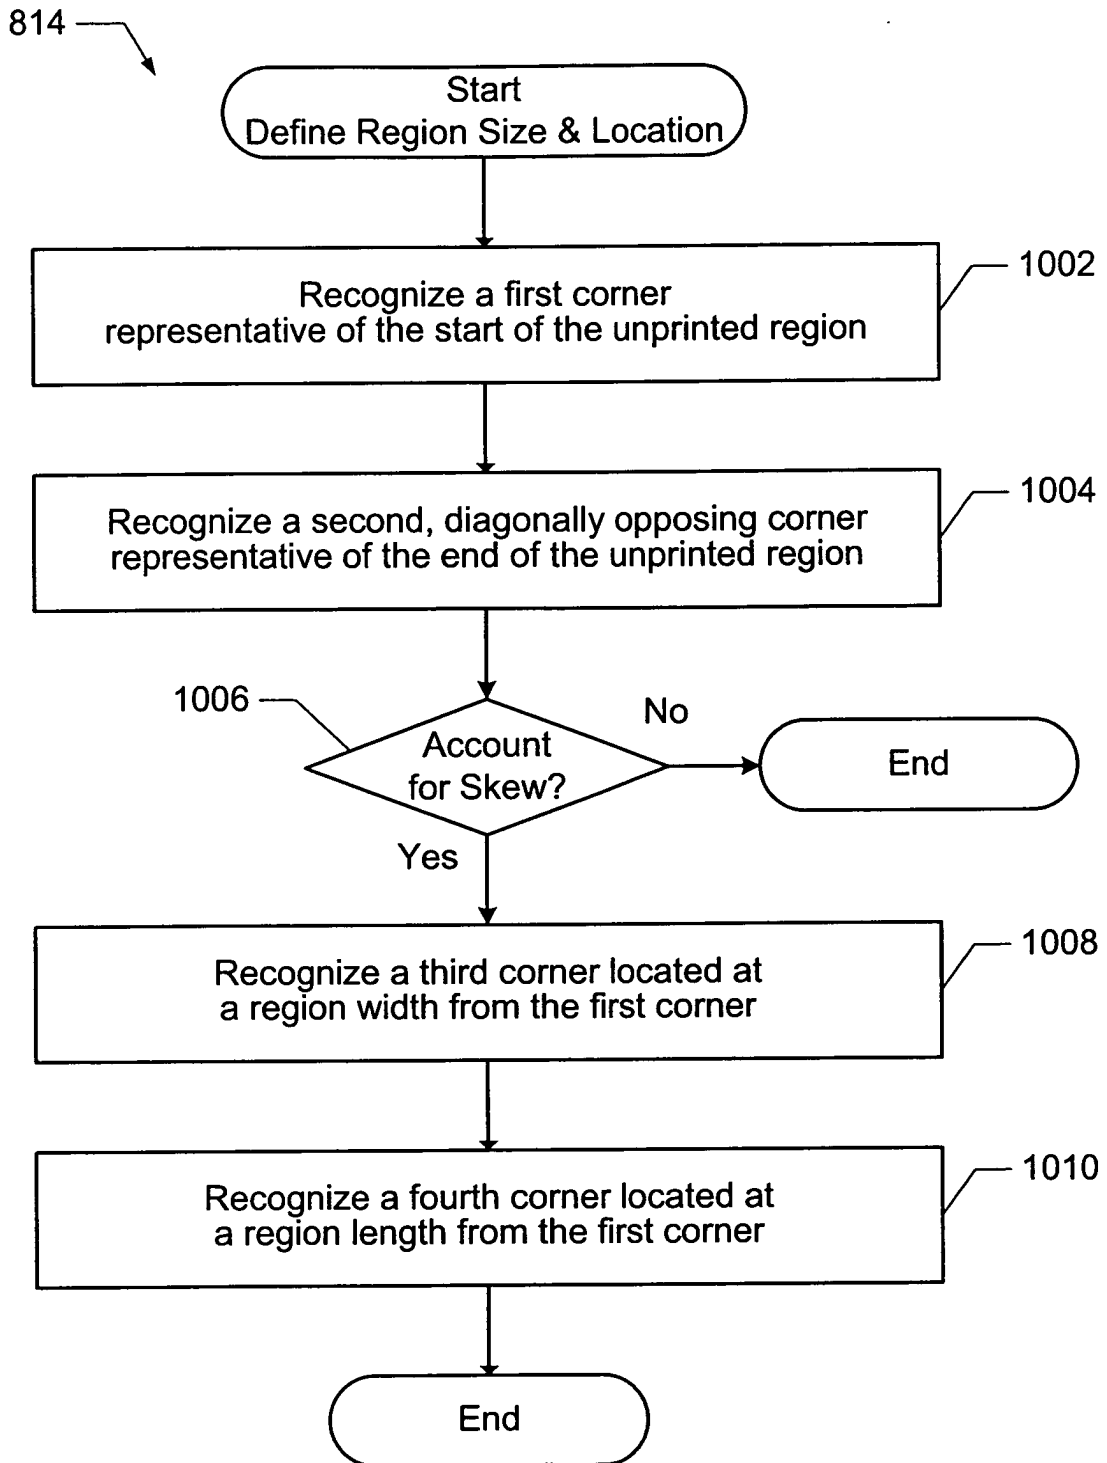 814
Start
Define Region Size & Location
Recognize a first corner
representative of the start of the unprinted region
1002
Recognize a second, diagonally opposing corner
representative of the end of the unprinted region
1004
1006
Account
for Skew?
No
End
Yes
Recognize a third corner located at
a region width from the first corner
1008
Recognize a fourth corner located at
a region length from the first corner
1010
End